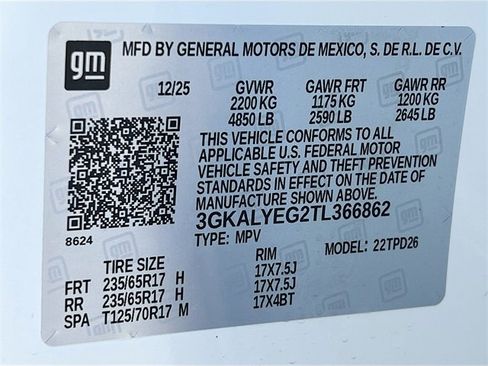 gm
MFD BY GENERAL MOTORS DE MEXICO, S. DE R.L. DE C.V.
12/25 GVWR GAWR FRT GAWR RR
2200 KG 1175 KG 1200 KG
4850 LB 2590 LB 2645 LB
THIS VEHICLE CONFORMS TO ALL
APPLICABLE U.S. FEDERAL MOTOR
VEHICLE SAFETY AND THEFT PREVENTION
STANDARDS IN EFFECT ON THE DATE OF
MANUFACTURE SHOWN ABOVE.
3GKALYEG2TL366862
8624 TYPE: MPV MODEL: 22TPD26
TIRE SIZE RIM
FRT 235/65R17 H 17X7.5J
RR 235/65R17 H 17X7.5J
SPA T125/70R17 M 17X4BT